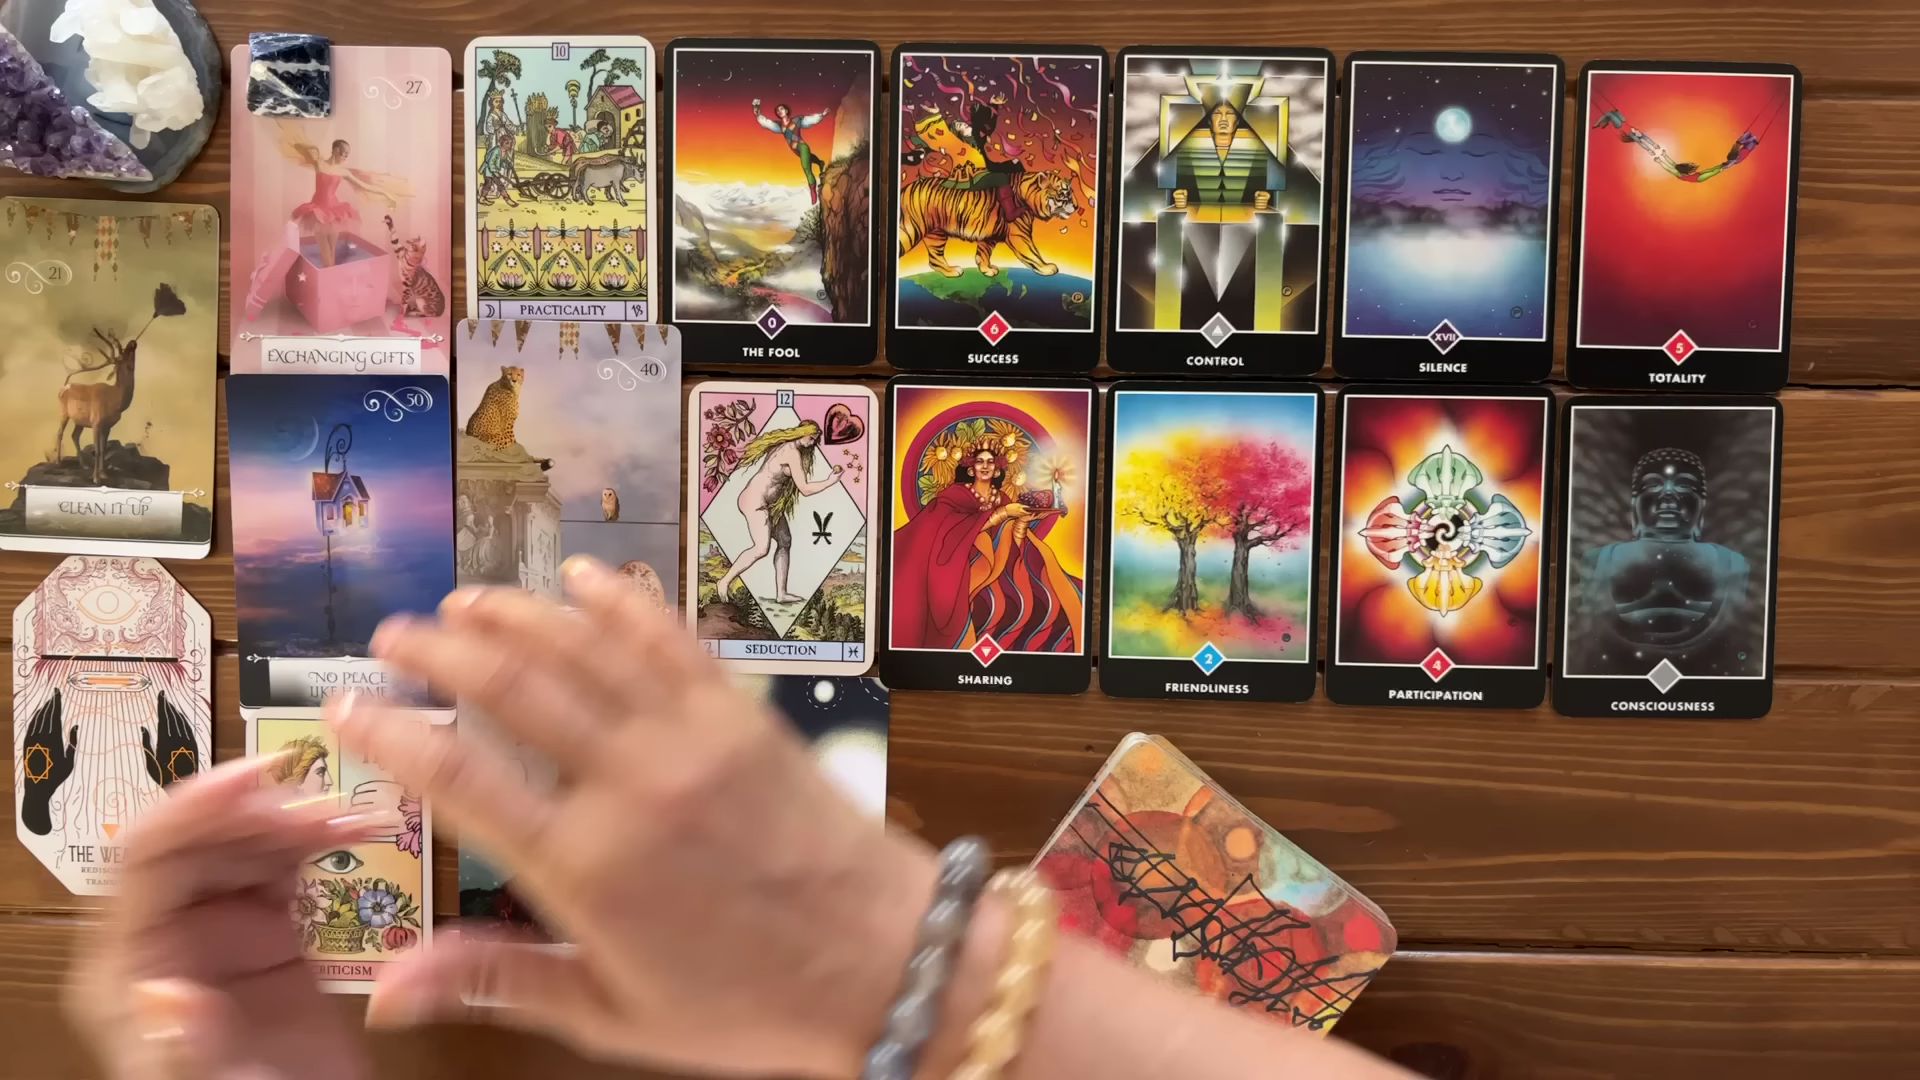 27
EXCHANGING GIFTS
10
PRACTICALITY
0
THE FOOL
6
SUCCESS
CONTROL
XVII
SILENCE
5
TOTALITY
21
CLEAN IT UP
50
NO PLACE
LIKE HOME
40
12
SEDUCTION
SHARING
2
FRIENDLINESS
4
PARTICIPATION
CONSCIOUSNESS
THE
CRITICISM